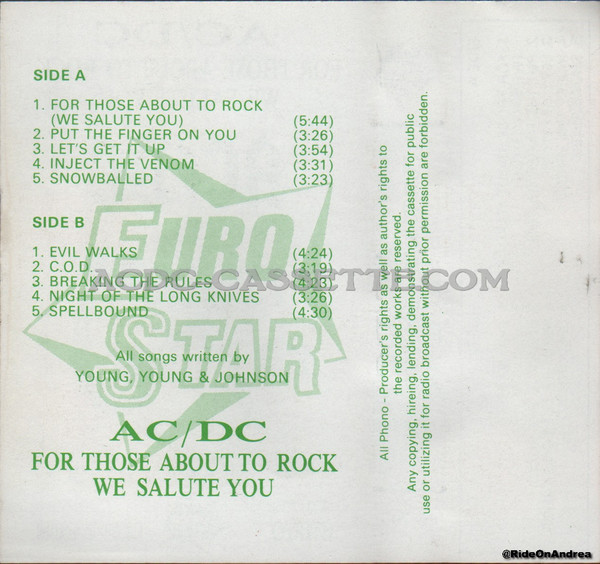 SIDE A
1. FOR THOSE ABOUT TO ROCK
(WE SALUTE YOU) (5:44)
2. PUT THE FINGER ON YOU (3:26)
3. LET'S GET IT UP (3:54)
4. INJECT THE VENOM (3:31)
5. SNOWBALLED (3:23)
SIDE B
1. EVIL WALKS (4:24)
2. C.O.D. (3:19)
3. BREAKING THE RULES (4:23)
4. NIGHT OF THE LONG KNIVES (3:26)
5. SPELLBOUND (4:30)
EURO
STAR
ACDC-CASSETTE.COM
All songs written by
YOUNG, YOUNG & JOHNSON
AC/DC
FOR THOSE ABOUT TO ROCK
WE SALUTE YOU
All Phono - Producer's rights as well as author's rights to
the recorded works are reserved.
Any copying, hireing, lending, demonstrating the cassette for public
use or utilizing it for radio broadcast without prior permission are forbidden.
@RideOnAndrea